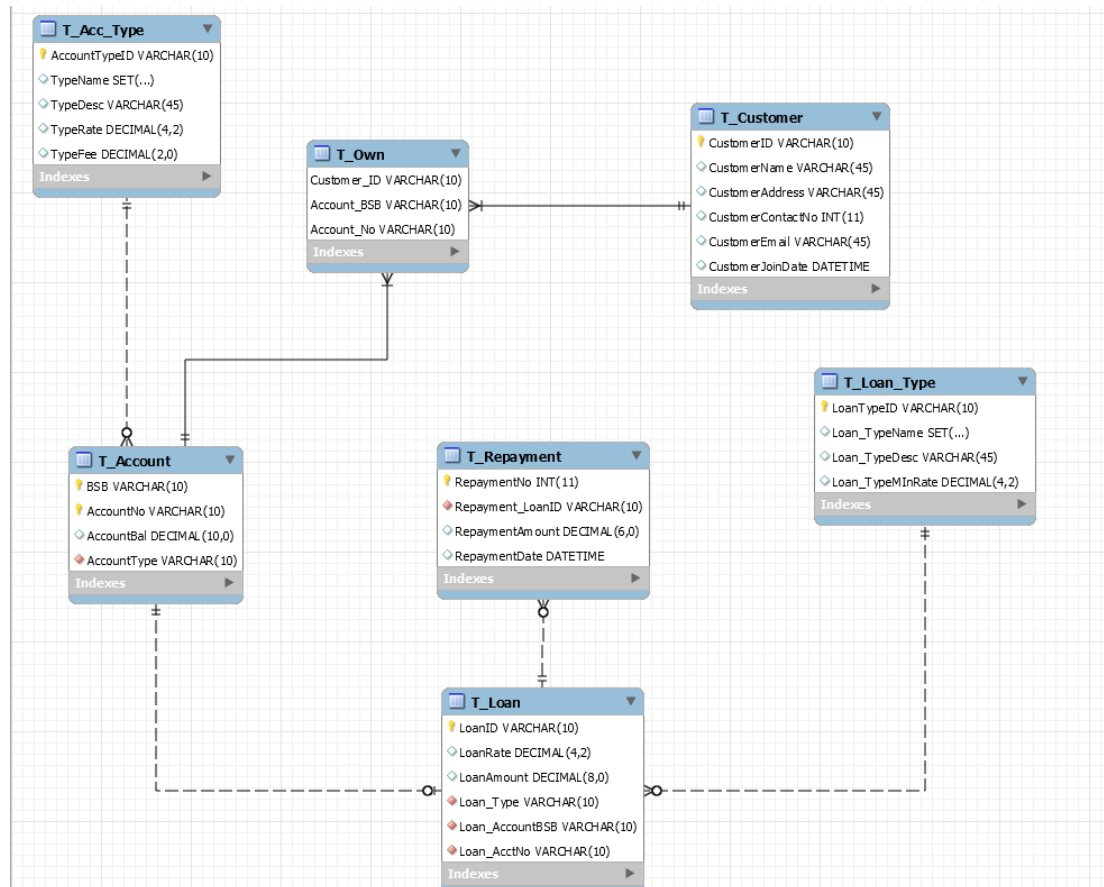 T_Acc_Type
AccountTypeID VARCHAR(10)
TypeName SET(...)
TypeDesc VARCHAR(45)
TypeRate DECIMAL(4,2)
TypeFee DECIMAL(2,0)
Indexes
T_Own
Customer_ID VARCHAR(10)
Account_BSB VARCHAR(10)
Account_No VARCHAR(10)
Indexes
T_Customer
CustomerID VARCHAR(10)
CustomerName VARCHAR(45)
CustomerAddress VARCHAR(45)
CustomerContactNo INT(11)
CustomerEmail VARCHAR(45)
CustomerJoinDate DATETIME
Indexes
T_Account
BSB VARCHAR(10)
AccountNo VARCHAR(10)
AccountBal DECIMAL(10,0)
AccountType VARCHAR(10)
Indexes
T_Repayment
RepaymentNo INT(11)
Repayment_LoanID VARCHAR(10)
RepaymentAmount DECIMAL(6,0)
RepaymentDate DATETIME
Indexes
T_Loan_Type
LoanTypeID VARCHAR(10)
Loan_TypeName SET(...)
Loan_TypeDesc VARCHAR(45)
Loan_TypeMInRate DECIMAL(4,2)
Indexes
T_Loan
LoanID VARCHAR(10)
LoanRate DECIMAL(4,2)
LoanAmount DECIMAL(8,0)
Loan_Type VARCHAR(10)
Loan_AccountBSB VARCHAR(10)
Loan_AcctNo VARCHAR(10)
Indexes